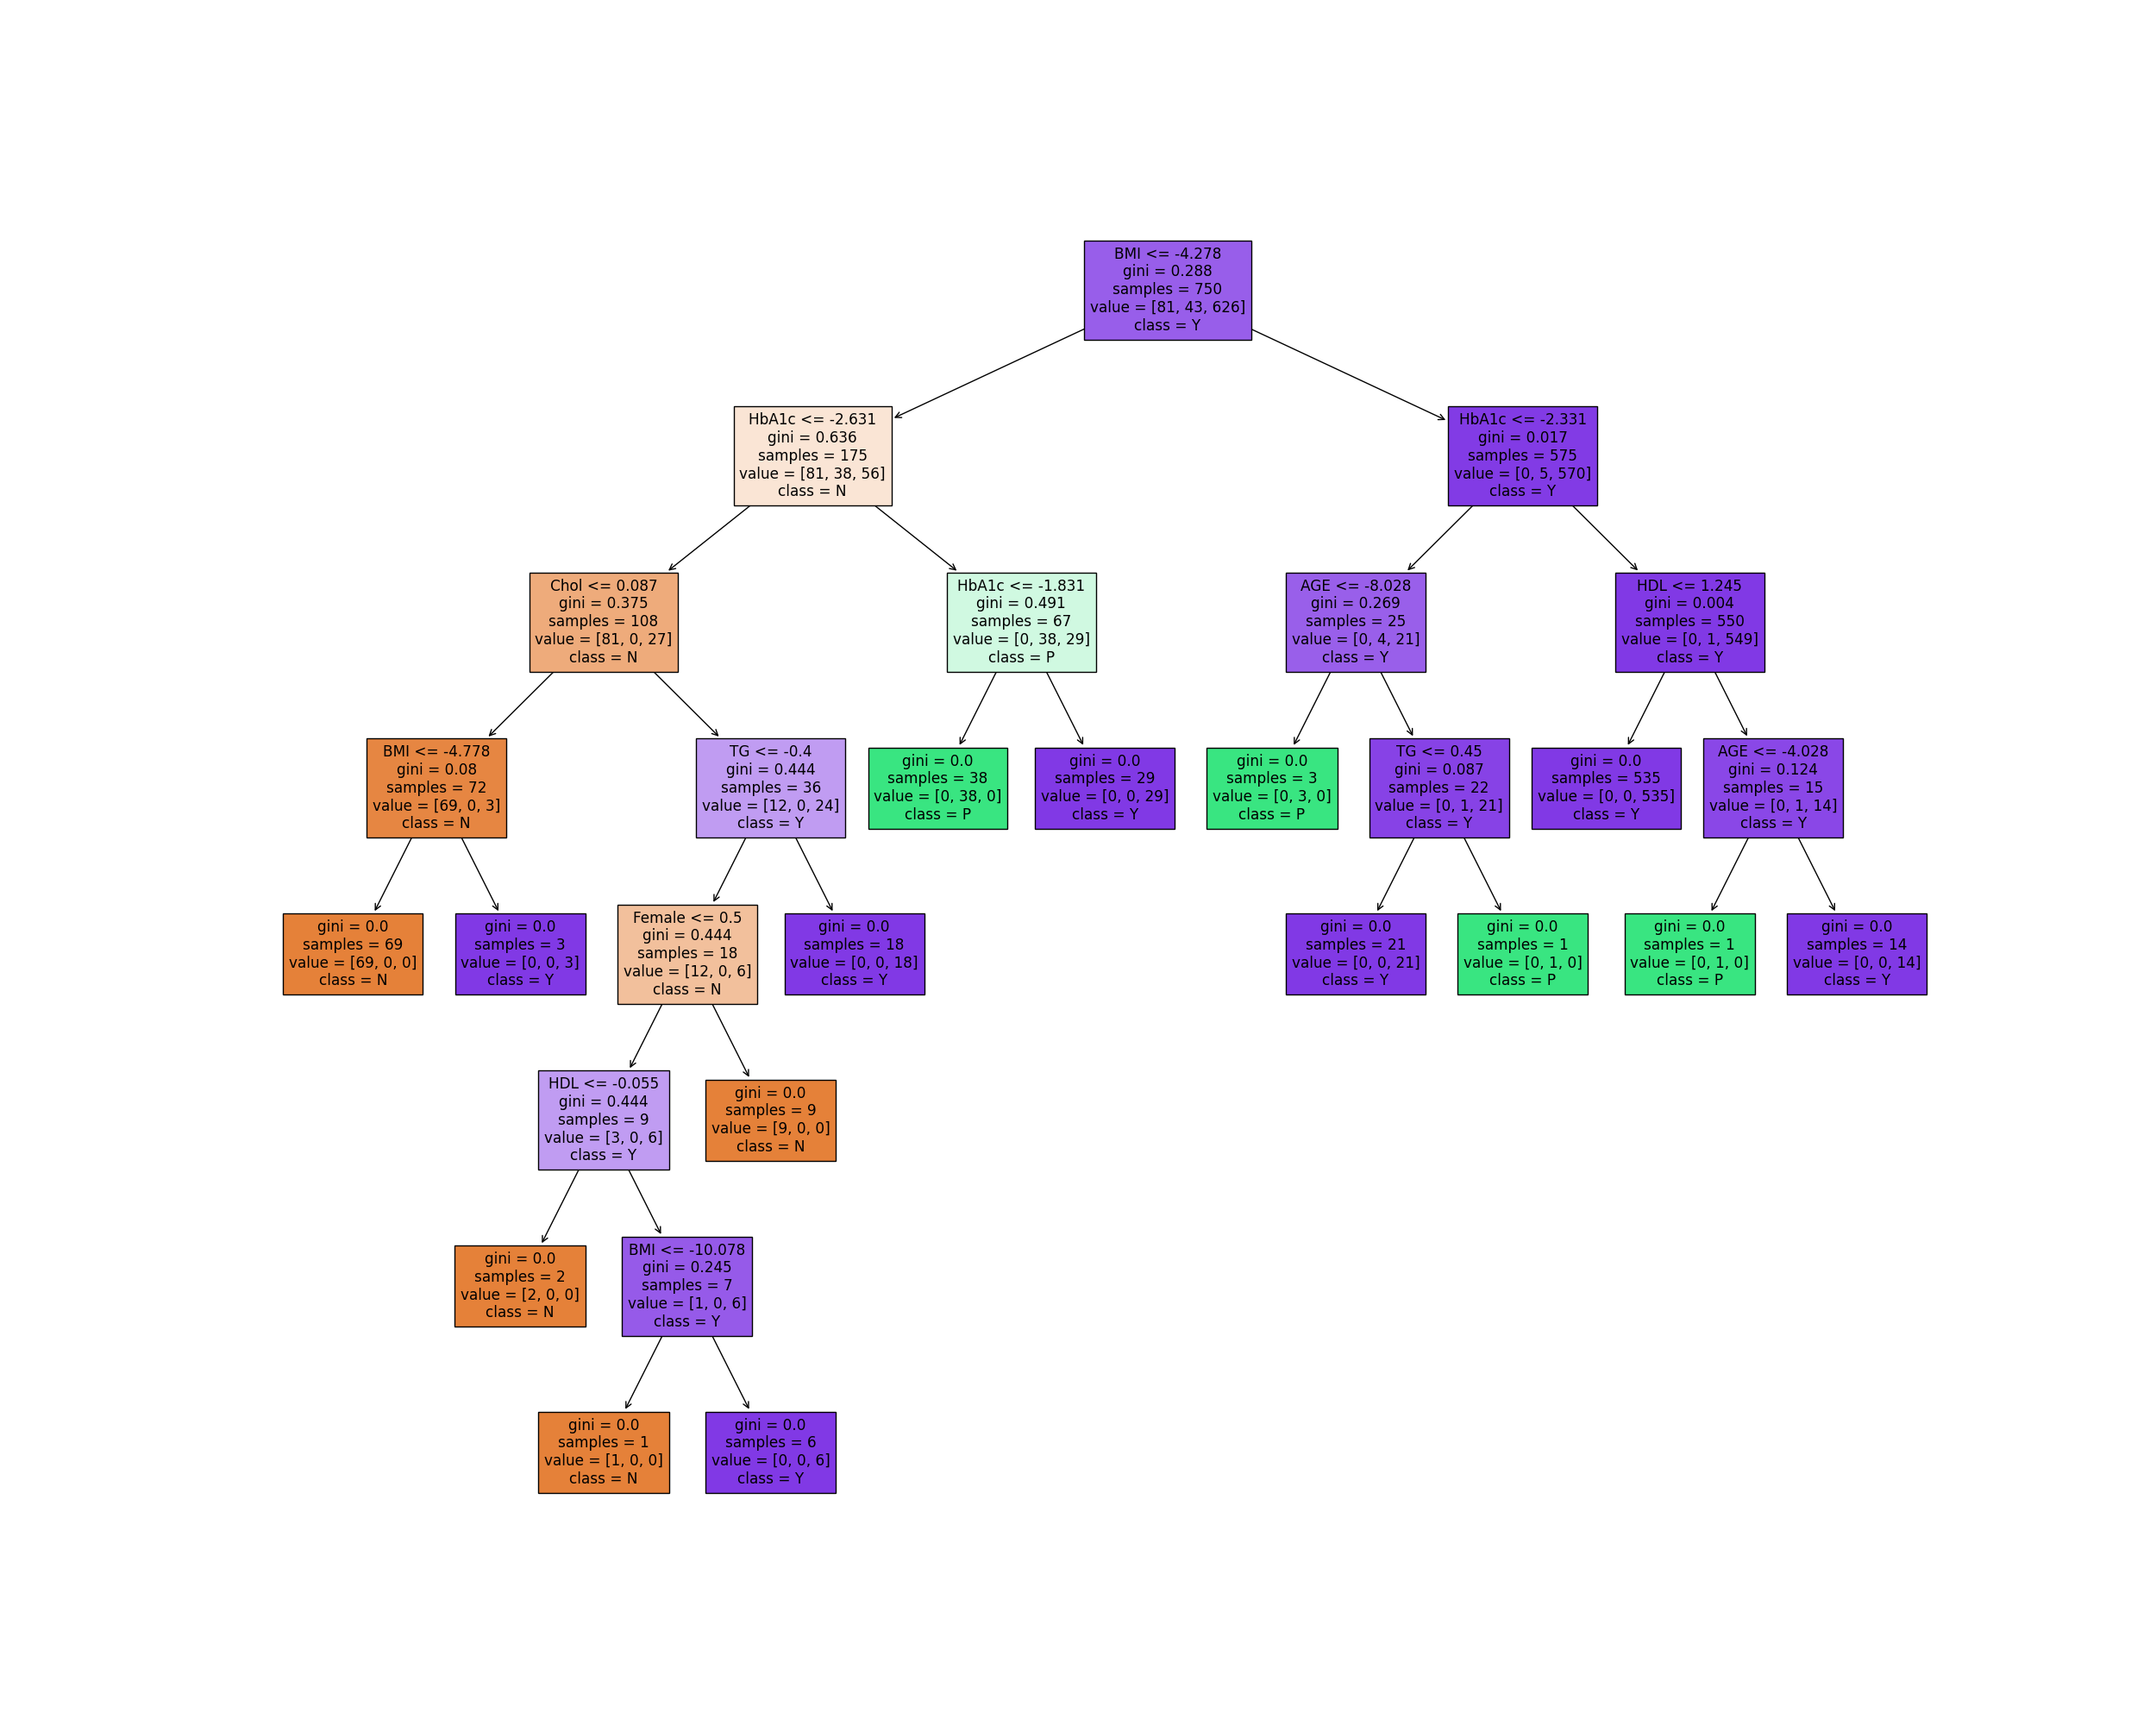 BMI <= -4.278
gini = 0.288
samples = 750
value = [81, 43, 626]
class = Y
HbA1c <= -2.631
gini = 0.636
samples = 175
value = [81, 38, 56]
class = N
HbA1c <= -2.331
gini = 0.017
samples = 575
value = [0, 5, 570]
class = Y
Chol <= 0.087
gini = 0.375
samples = 108
value = [81, 0, 27]
class = N
HbA1c <= -1.831
gini = 0.491
samples = 67
value = [0, 38, 29]
class = P
AGE <= -8.028
gini = 0.269
samples = 25
value = [0, 4, 21]
class = Y
HDL <= 1.245
gini = 0.004
samples = 550
value = [0, 1, 549]
class = Y
BMI <= -4.778
gini = 0.08
samples = 72
value = [69, 0, 3]
class = N
TG <= -0.4
gini = 0.444
samples = 36
value = [12, 0, 24]
class = Y
gini = 0.0
samples = 38
value = [0, 38, 0]
class = P
gini = 0.0
samples = 29
value = [0, 0, 29]
class = Y
gini = 0.0
samples = 3
value = [0, 3, 0]
class = P
TG <= 0.45
gini = 0.087
samples = 22
value = [0, 1, 21]
class = Y
gini = 0.0
samples = 535
value = [0, 0, 535]
class = Y
AGE <= -4.028
gini = 0.124
samples = 15
value = [0, 1, 14]
class = Y
gini = 0.0
samples = 69
value = [69, 0, 0]
class = N
gini = 0.0
samples = 3
value = [0, 0, 3]
class = Y
Female <= 0.5
gini = 0.444
samples = 18
value = [12, 0, 6]
class = N
gini = 0.0
samples = 18
value = [0, 0, 18]
class = Y
gini = 0.0
samples = 21
value = [0, 0, 21]
class = Y
gini = 0.0
samples = 1
value = [0, 1, 0]
class = P
gini = 0.0
samples = 1
value = [0, 1, 0]
class = P
gini = 0.0
samples = 14
value = [0, 0, 14]
class = Y
HDL <= -0.055
gini = 0.444
samples = 9
value = [3, 0, 6]
class = Y
gini = 0.0
samples = 9
value = [9, 0, 0]
class = N
gini = 0.0
samples = 2
value = [2, 0, 0]
class = N
BMI <= -10.078
gini = 0.245
samples = 7
value = [1, 0, 6]
class = Y
gini = 0.0
samples = 1
value = [1, 0, 0]
class = N
gini = 0.0
samples = 6
value = [0, 0, 6]
class = Y